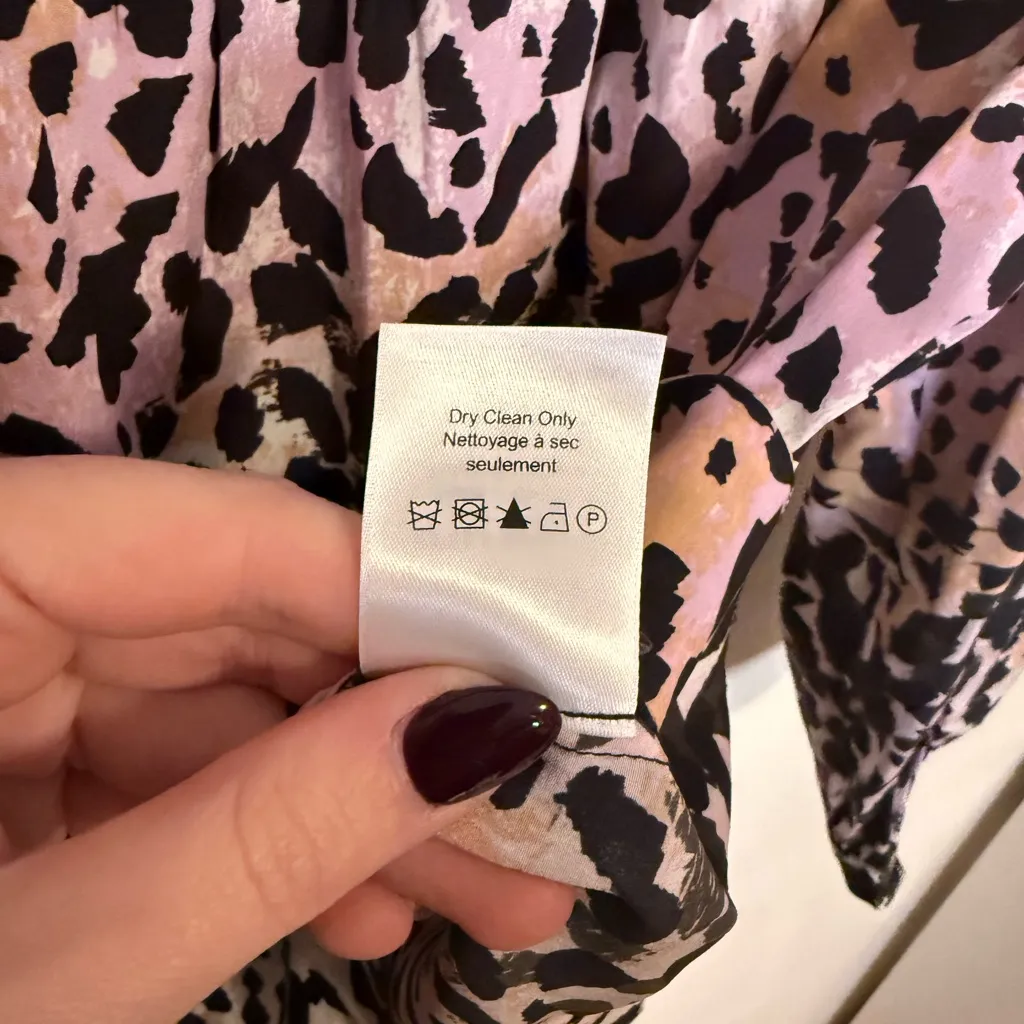 Dry Clean Only
Nettoyage à sec
seulement
P